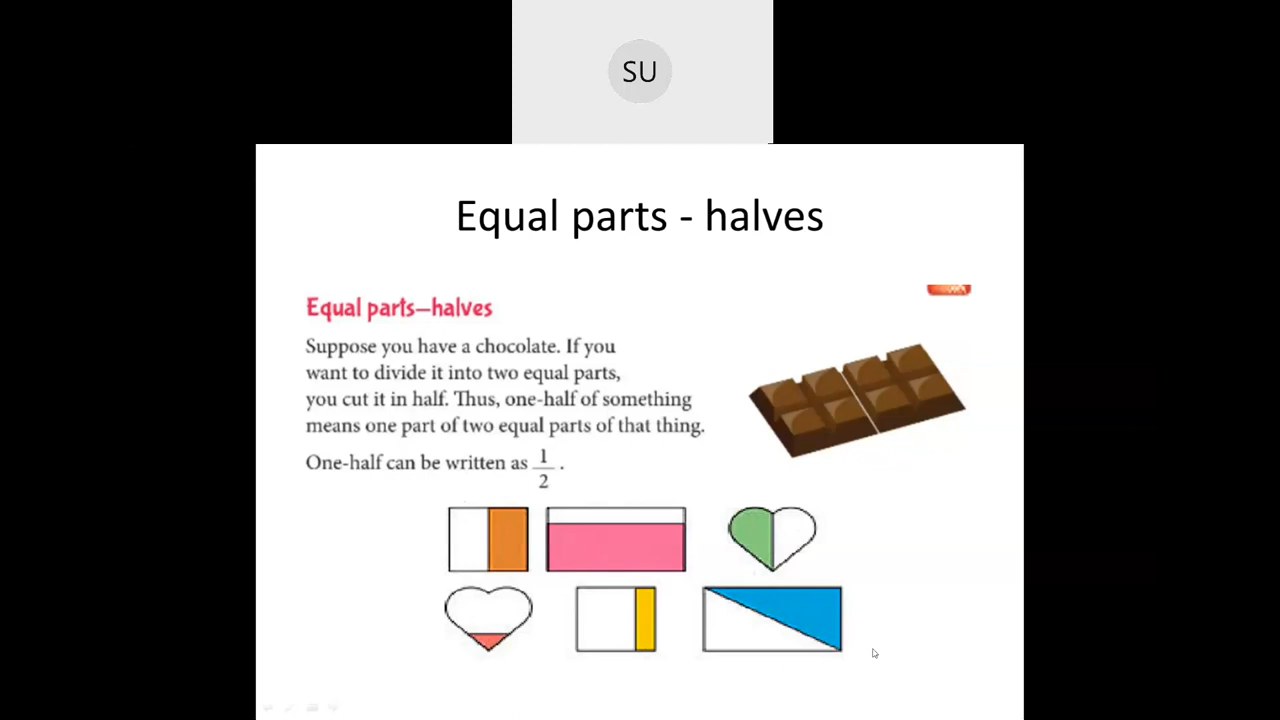 SU
Equal parts - halves
Equal parts–halves
Suppose you have a chocolate. If you
want to divide it into two equal parts,
you cut it in half. Thus, one-half of something
means one part of two equal parts of that thing.
One-half can be written as 1/2 .